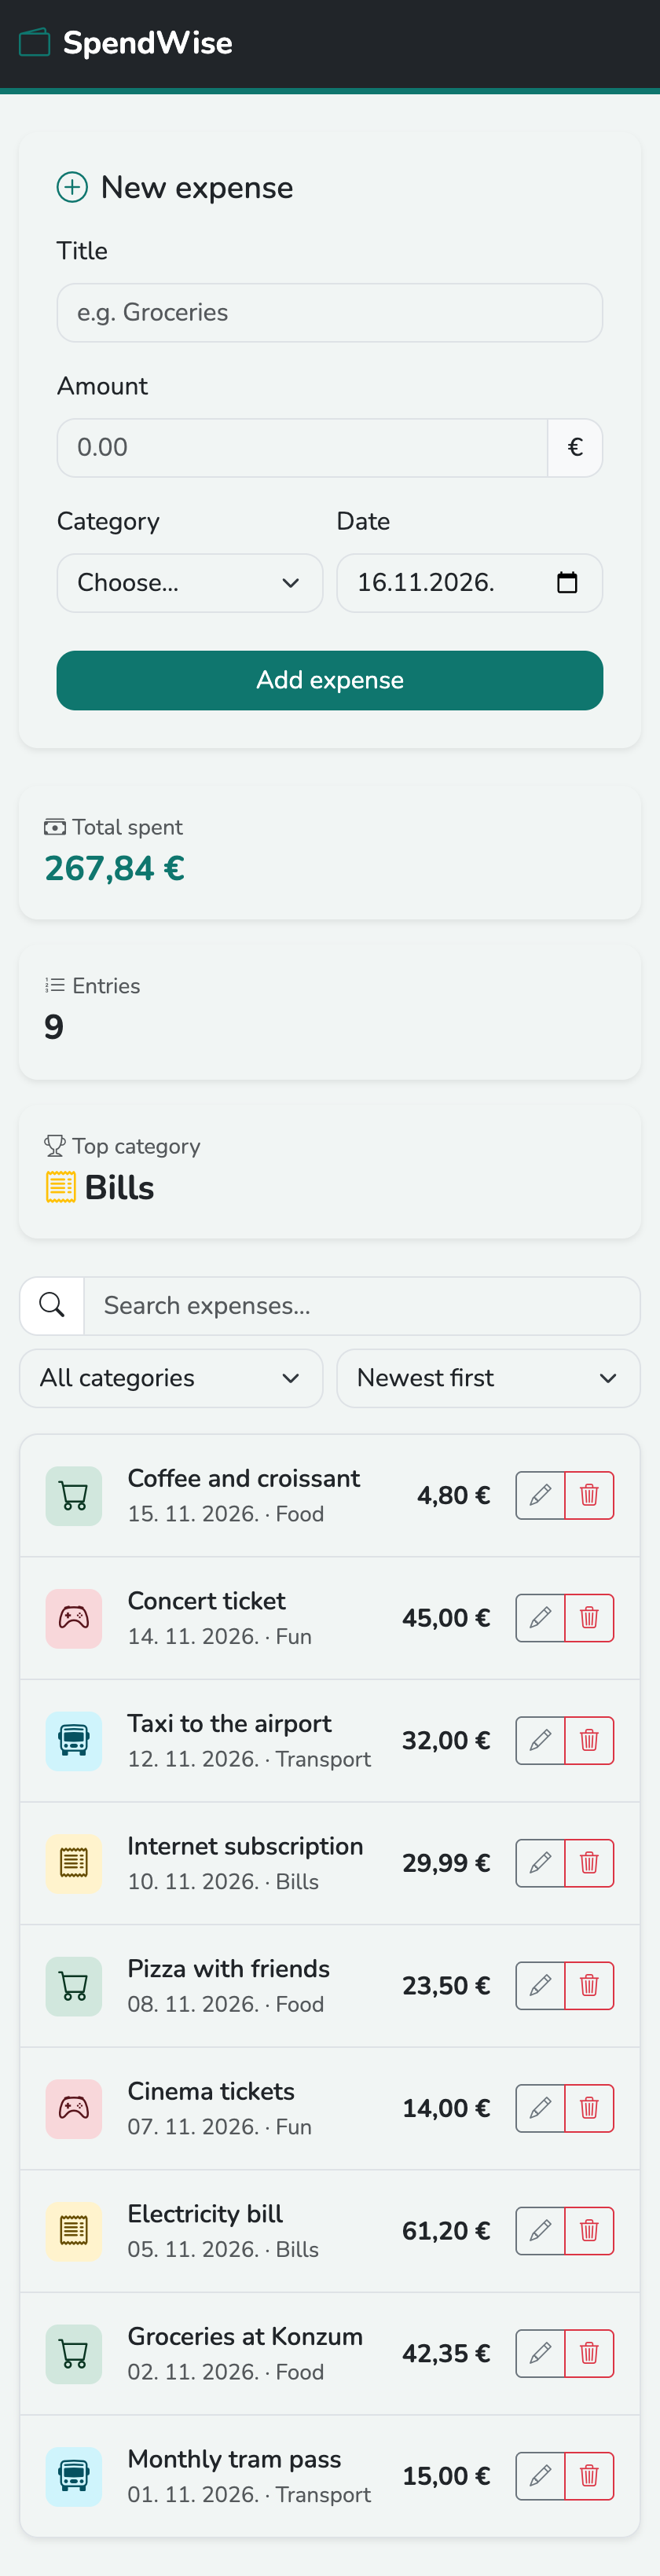 SpendWise
New expense
Title
e.g. Groceries
Amount
0.00 €
Category Date
Choose... 16.11.2026.
Add expense
Total spent
267,84 €
Entries
9
Top category
Bills
Search expenses...
All categories Newest first
Coffee and croissant
15. 11. 2026. · Food
4,80 €
Concert ticket
14. 11. 2026. · Fun
45,00 €
Taxi to the airport
12. 11. 2026. · Transport
32,00 €
Internet subscription
10. 11. 2026. · Bills
29,99 €
Pizza with friends
08. 11. 2026. · Food
23,50 €
Cinema tickets
07. 11. 2026. · Fun
14,00 €
Electricity bill
05. 11. 2026. · Bills
61,20 €
Groceries at Konzum
02. 11. 2026. · Food
42,35 €
Monthly tram pass
01. 11. 2026. · Transport
15,00 €